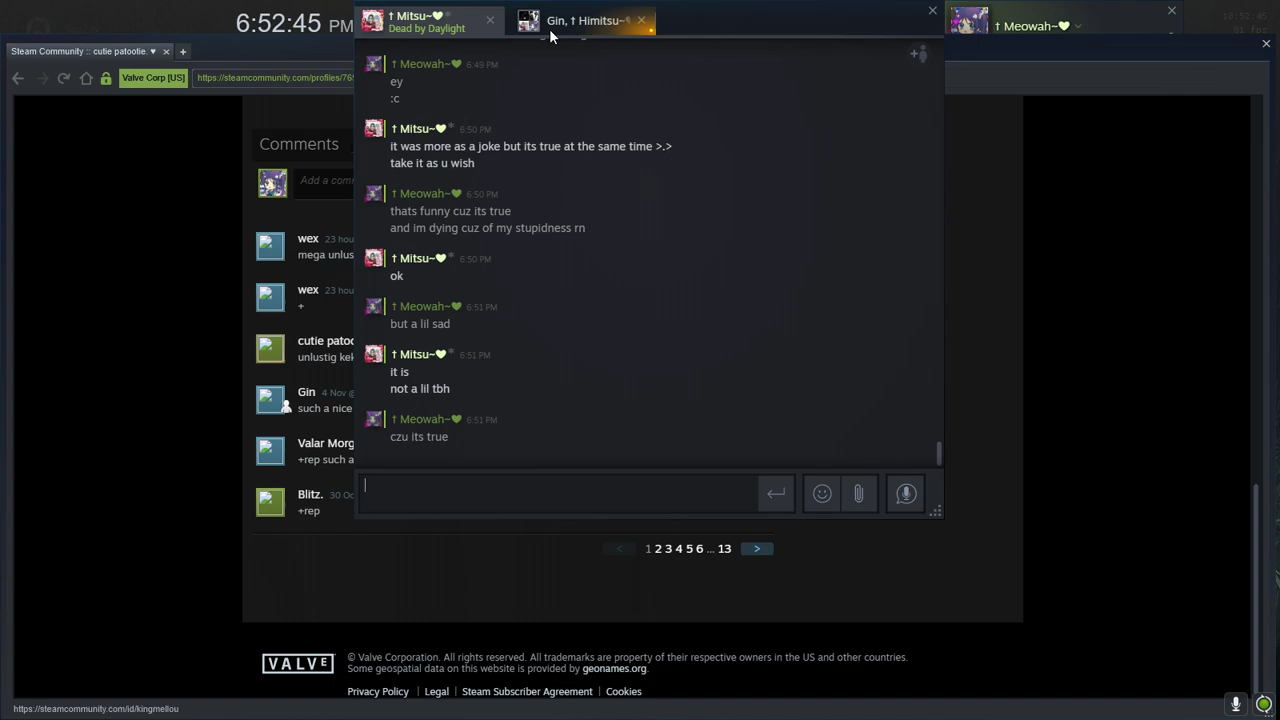 6:52:45 PM
† Mitsu~♥*
Dead by Daylight
Gin, † Himitsu~
† Meowah~♥
Steam Community :: cutie patootie. ♥
Valve Corp [US]
https://steamcommunity.com/profiles/76
Comments
Add a com
wex 23 hou
mega unlus
wex 23 hou
+
cutie patoo
unlustig kek
Gin 4 Nov @
such a nice
Valar Morg
+rep such a
Blitz. 30 Oc
+rep
† Meowah~♥ 6:49 PM
ey
:c
† Mitsu~♥* 6:50 PM
it was more as a joke but its true at the same time >.>
take it as u wish
† Meowah~♥ 6:50 PM
thats funny cuz its true
and im dying cuz of my stupidness rn
† Mitsu~♥* 6:50 PM
ok
† Meowah~♥ 6:51 PM
but a lil sad
† Mitsu~♥* 6:51 PM
it is
not a lil tbh
† Meowah~♥ 6:51 PM
czu its true
< 1 2 3 4 5 6 ... 13 >
VALVE
© Valve Corporation. All rights reserved. All trademarks are property of their respective owners in the US and other countries.
Some geospatial data on this website is provided by geonames.org.
Privacy Policy | Legal | Steam Subscriber Agreement | Cookies
https://steamcommunity.com/id/kingmellou